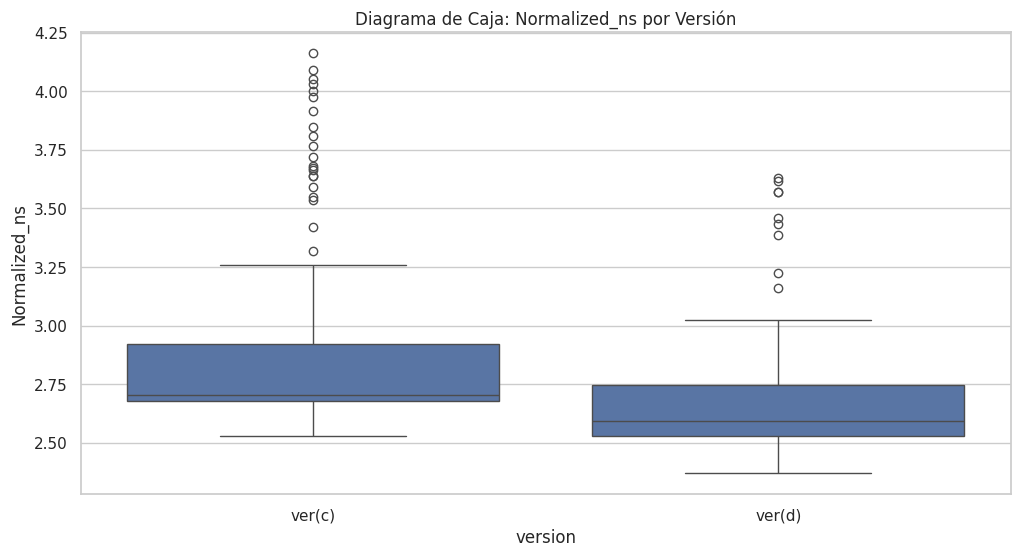 Diagrama de Caja: Normalized_ns por Versión
4.25
4.00
3.75
3.50
3.25
3.00
2.75
2.50
Normalized_ns
ver(c)
ver(d)
version